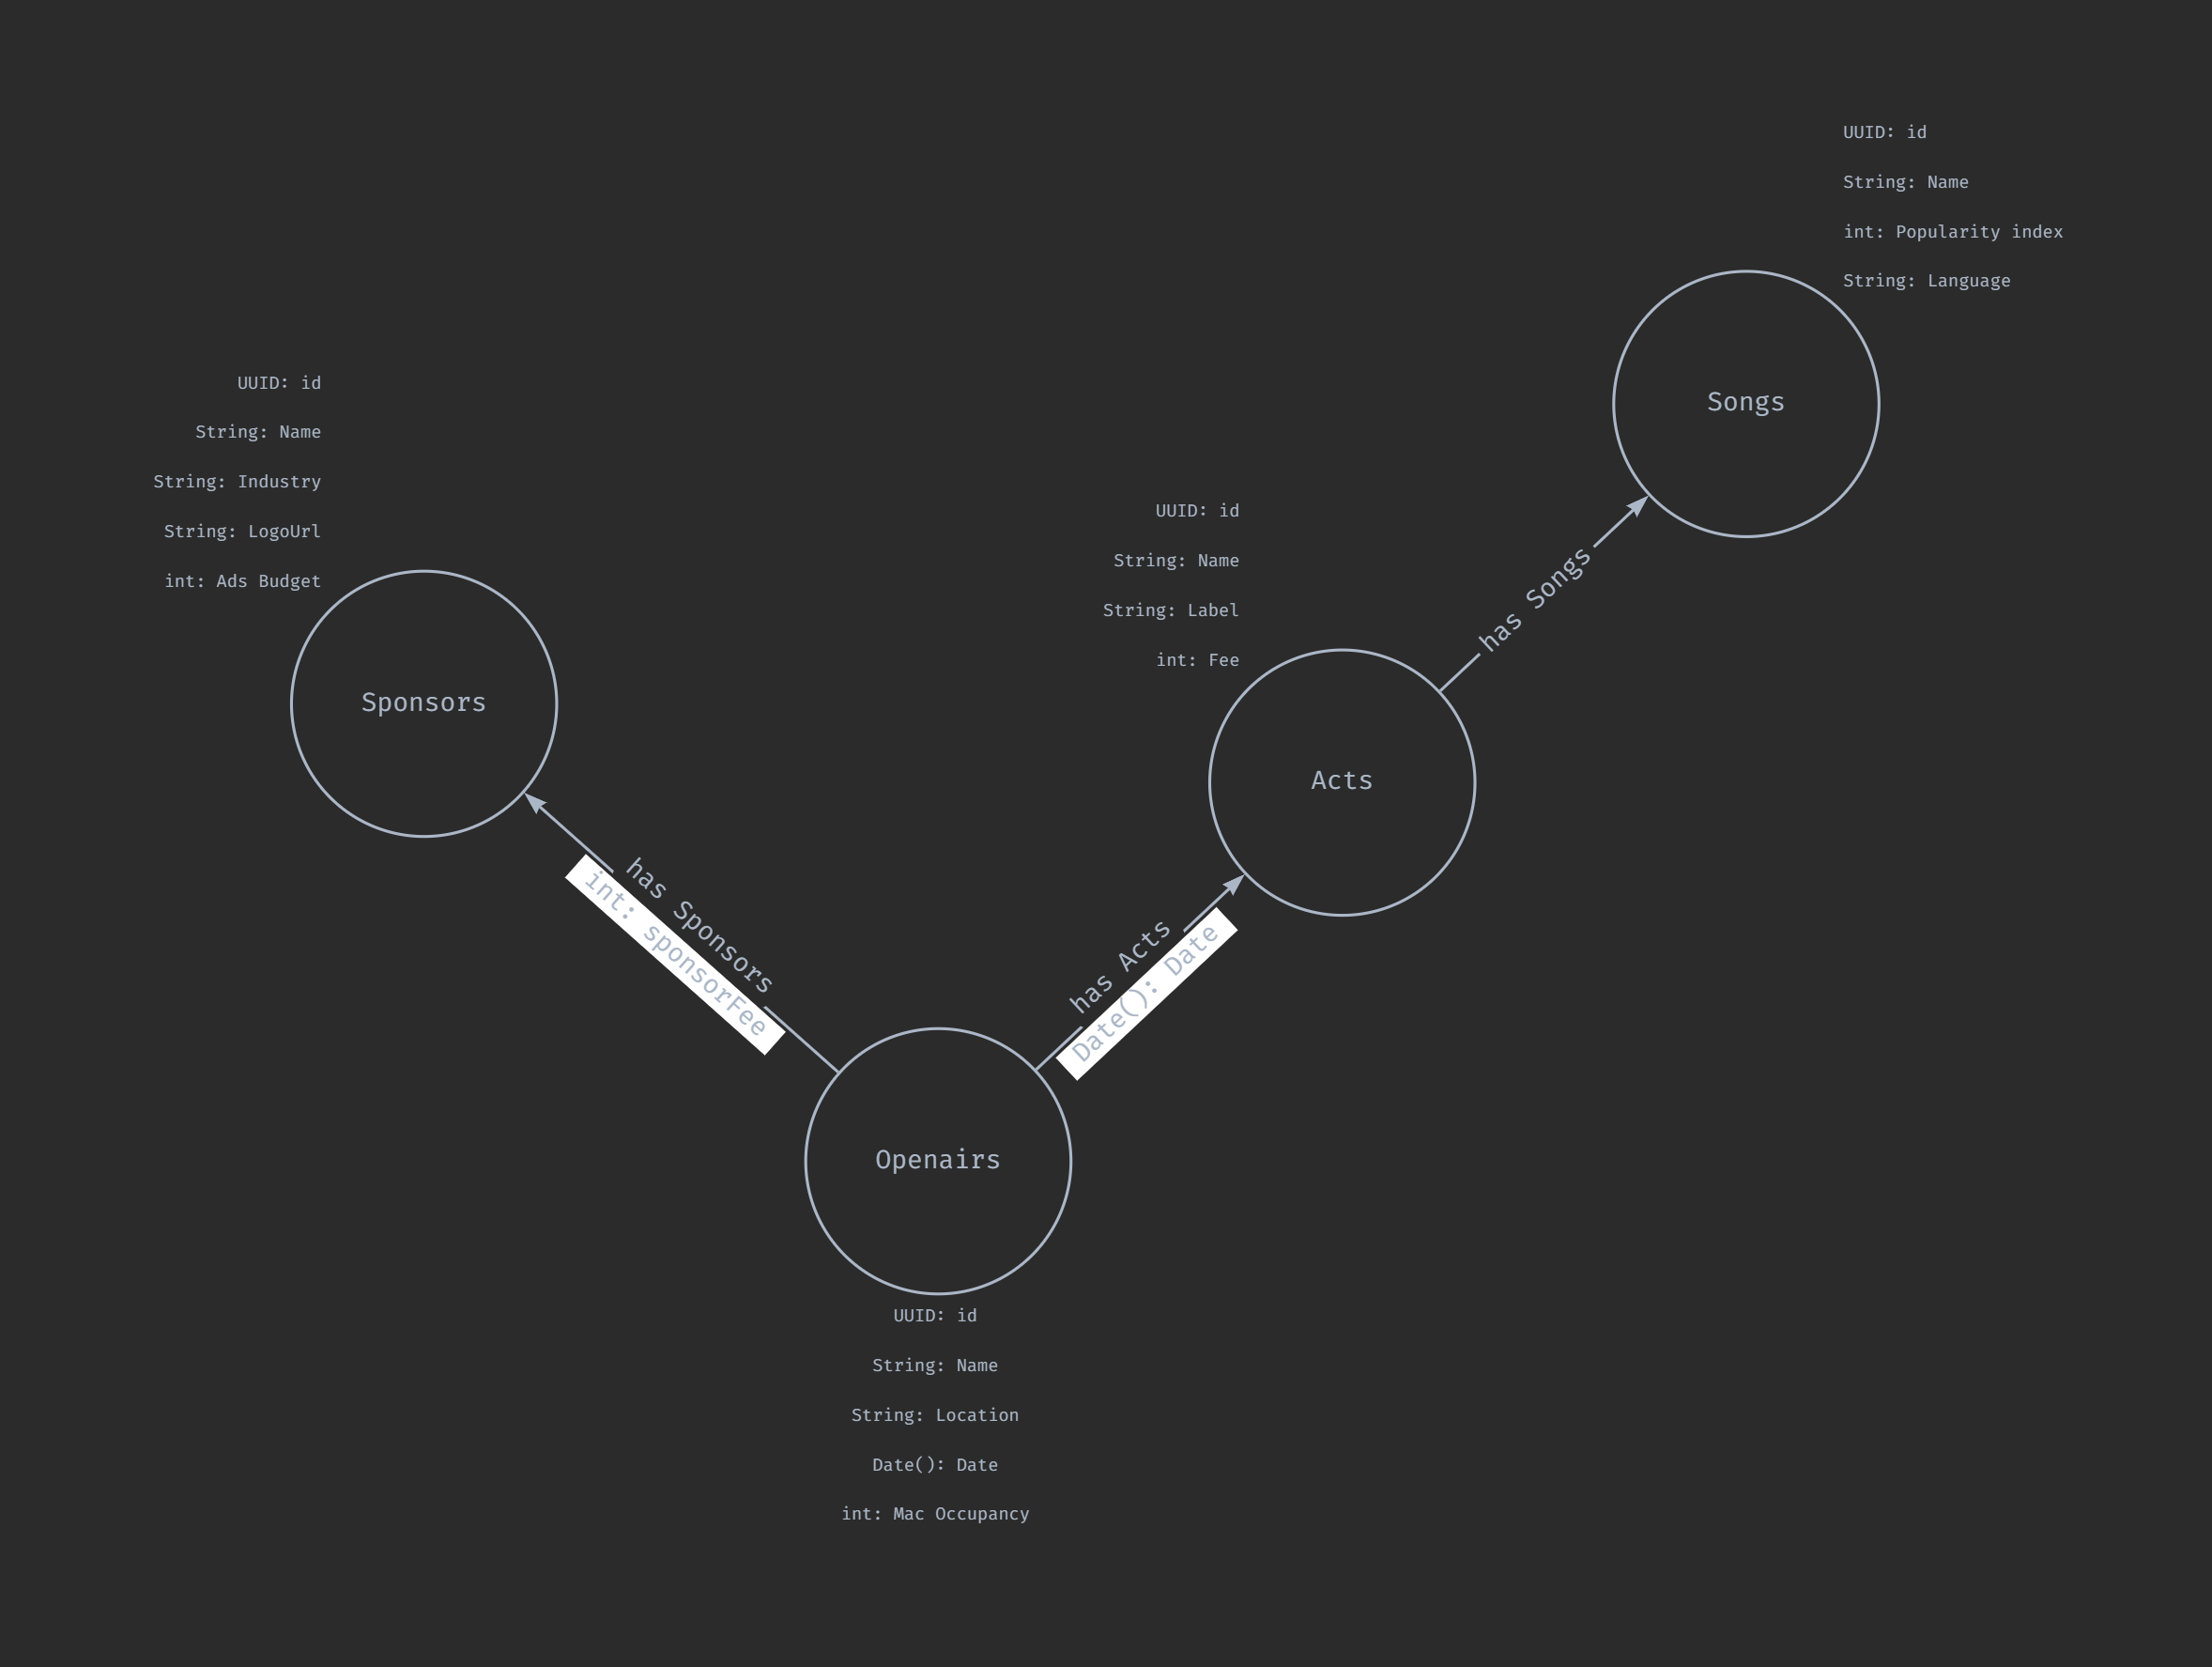 UUID: id
String: Name
int: Popularity index
String: Language
Songs
UUID: id
String: Name
String: Industry
String: LogoUrl
int: Ads Budget
Sponsors
UUID: id
String: Name
String: Label
int: Fee
Acts
has Songs
has Sponsors
int: sponsorFee
has Acts
Date(): Date
Openairs
UUID: id
String: Name
String: Location
Date(): Date
int: Mac Occupancy